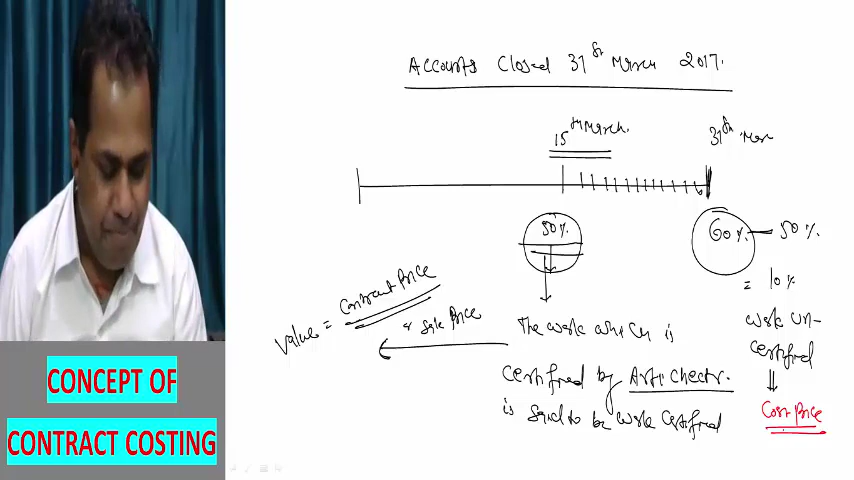 Accounts Closed 31st March 2017.
15th March.
31st Mar
50%
60% — 50%.
= 10%
Work un-
certified
Cost Price
Value = Contract Price
& Sale Price
The work which is
certified by Architectr.
is said to be work certified
CONCEPT OF
CONTRACT COSTING